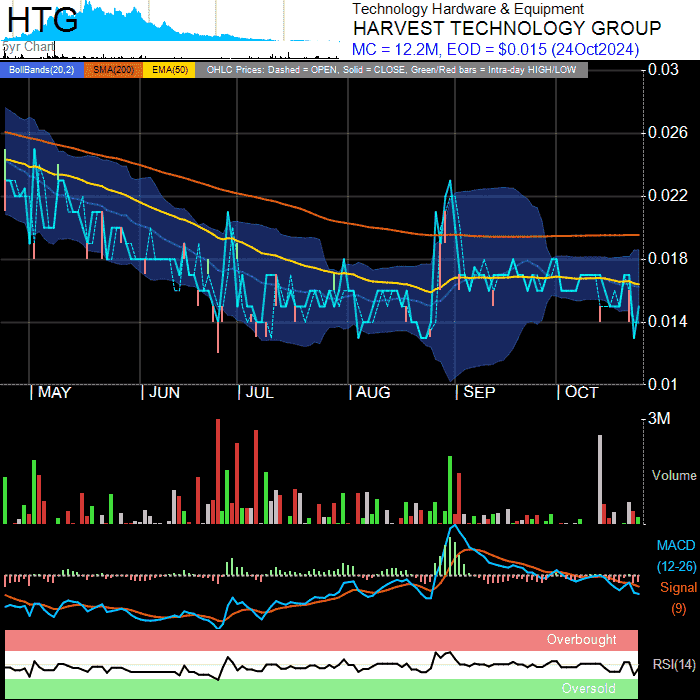 HTG
5yr Chart
Technology Hardware & Equipment
HARVEST TECHNOLOGY GROUP
MC = 12.2M, EOD = $0.015 (24Oct2024)
BollBands(20,2) SMA(200) EMA(50) OHLC Prices: Dashed = OPEN, Solid = CLOSE, Green/Red bars = Intra-day HIGH/LOW
0.03
0.026
0.022
0.018
0.014
0.01
MAY JUN JUL AUG SEP OCT
3M
Volume
MACD
(12-26)
Signal
(9)
Overbought
RSI(14)
Oversold